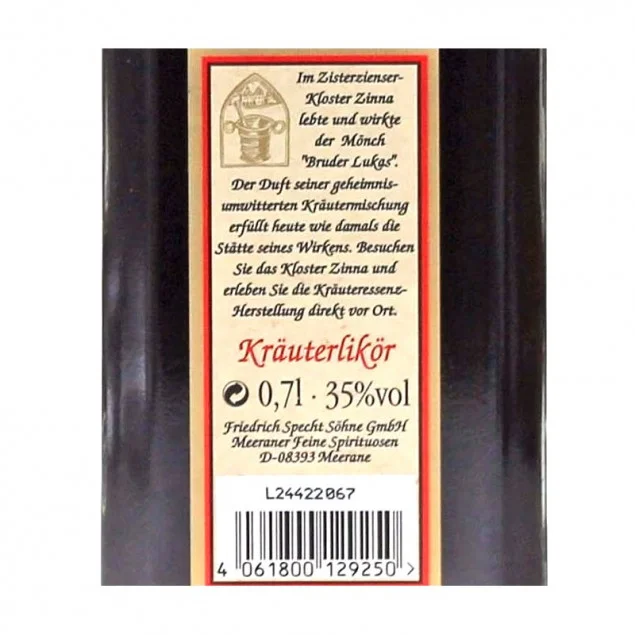 Im Zisterzienser-
Kloster Zinna
lebte und wirkte
der Mönch
"Bruder Lukas".
Der Duft seiner geheimnis-
umwitterten Kräutermischung
erfüllt heute wie damals die
Stätte seines Wirkens. Besuchen
Sie das Kloster Zinna und
erleben Sie die Kräuteressenz-
Herstellung direkt vor Ort.
Kräuterlikör
0,7l · 35%vol
Friedrich Specht Söhne GmbH
Meeraner Feine Spirituosen
D-08393 Meerane
L24422067
4 061800 129250 >